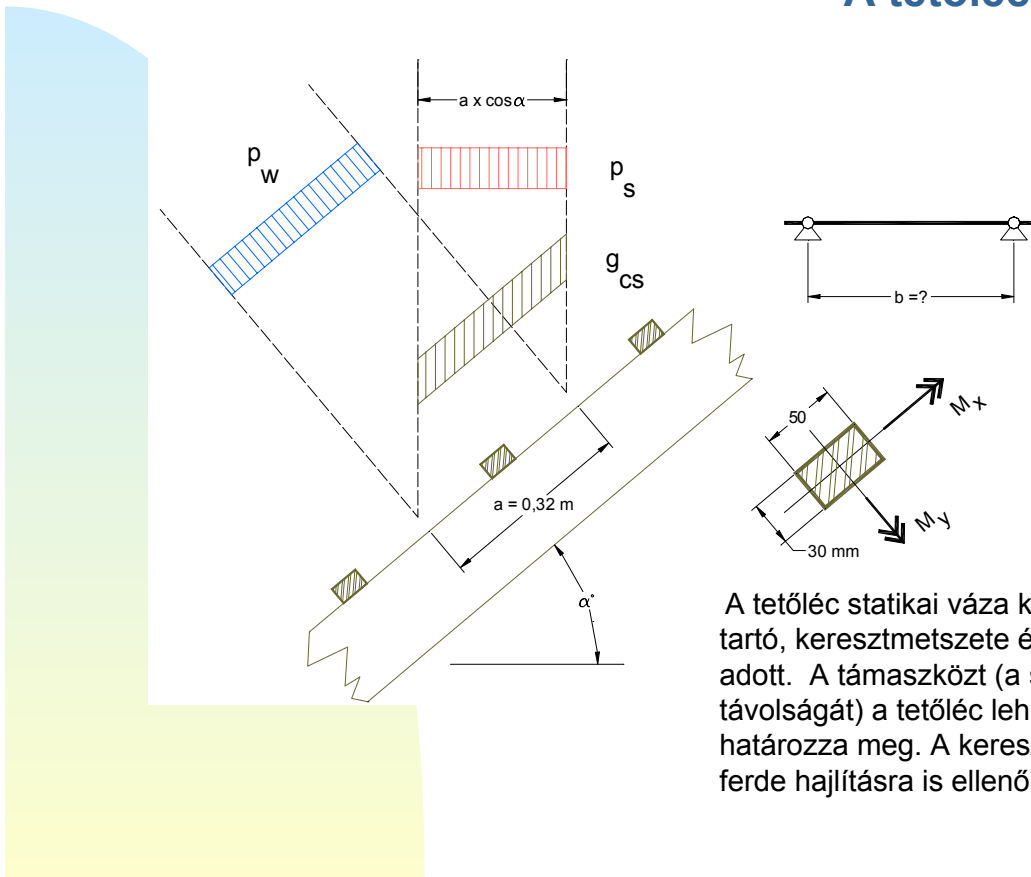 A tetőléc
a x cosα
p
w
p
s
g
cs
b =?
a = 0,32 m
α°
50
30 mm
M
x
M
y
A tetőléc statikai váza k
tartó, keresztmetszete é
adott. A támaszközt (a s
távolságát) a tetőléc leh
határozza meg. A keres
ferde hajlításra is ellenő